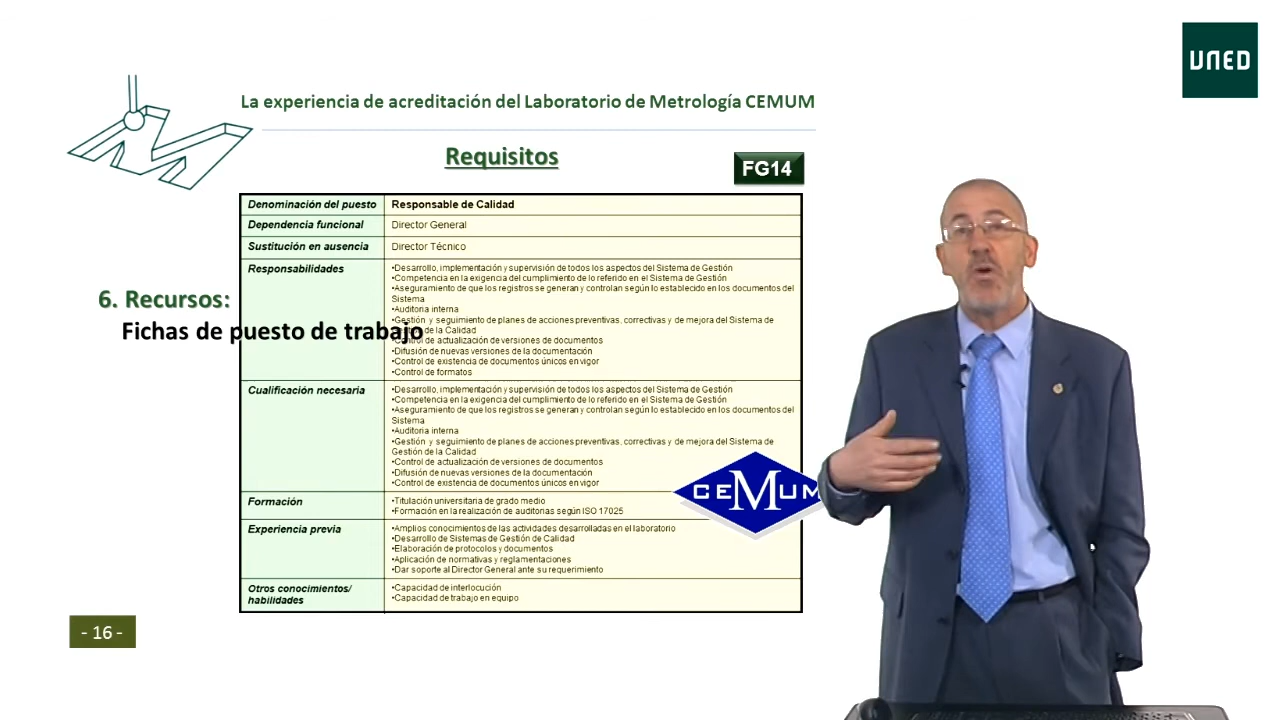 UNED
La experiencia de acreditación del Laboratorio de Metrología CEMUM
Requisitos
FG14
Denominación del puesto
Responsable de Calidad
Dependencia funcional
Director General
Sustitución en ausencia
Director Técnico
Responsabilidades
•Desarrollo, implementación y supervisión de todos los aspectos del Sistema de Gestión
•Competencia en la exigencia del cumplimiento de lo referido en el Sistema de Gestión
•Aseguramiento de que los registros se generan y controlan según lo establecido en los documentos del
Sistema
•Auditoria interna
•Gestión y seguimiento de planes de acciones preventivas, correctivas y de mejora del Sistema de
de la Calidad
de actualización de versiones de documentos
•Difusión de nuevas versiones de la documentación
•Control de existencia de documentos únicos en vigor
•Control de formatos
6. Recursos:
Fichas de puesto de trabajo
Cualificación necesaria
•Desarrollo, implementación y supervisión de todos los aspectos del Sistema de Gestión
•Competencia en la exigencia del cumplimiento de lo referido en el Sistema de Gestión
•Aseguramiento de que los registros se generan y controlan según lo establecido en los documentos del
Sistema
•Auditoria interna
•Gestión y seguimiento de planes de acciones preventivas, correctivas y de mejora del Sistema de
Gestión de la Calidad
•Control de actualización de versiones de documentos
•Difusión de nuevas versiones de la documentación
•Control de existencia de documentos únicos en vigor
CEMUM
Formación
•Titulación universitaria de grado medio
•Formación en la realización de auditorias según ISO 17025
Experiencia previa
•Amplios conocimientos de las actividades desarrolladas en el laboratorio
•Desarrollo de Sistemas de Gestión de Calidad
•Elaboración de protocolos y documentos
•Aplicación de normativas y reglamentaciones
•Dar soporte al Director General ante su requerimiento
Otros conocimientos/
habilidades
•Capacidad de interlocución
•Capacidad de trabajo en equipo
- 16 -